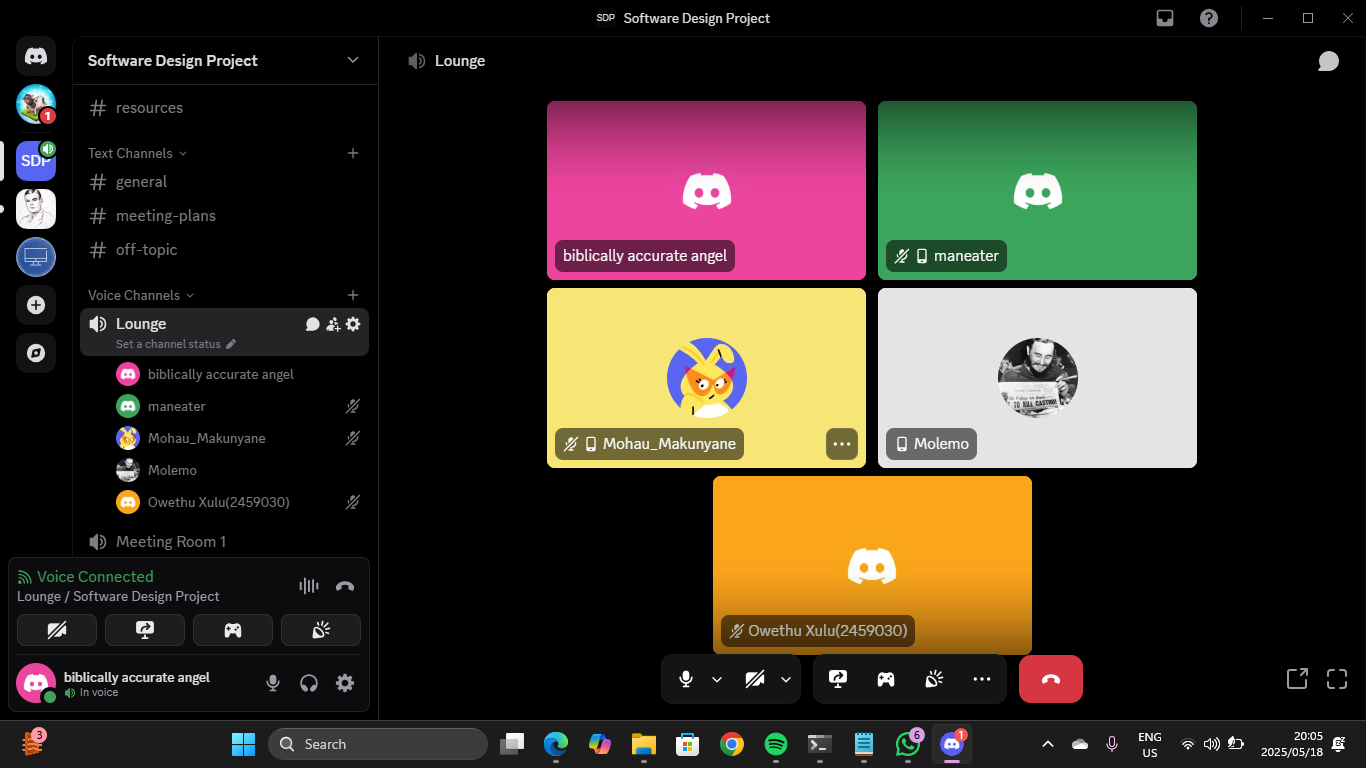 SDP Software Design Project
Software Design Project
Lounge
resources
1
Text Channels
SDP
general
meeting-plans
off-topic
Voice Channels
Lounge
Set a channel status
biblically accurate angel
maneater
Mohau_Makunyane
Molemo
Owethu Xulu(2459030)
Meeting Room 1
Voice Connected
Lounge / Software Design Project
biblically accurate angel
In voice
biblically accurate angel
maneater
Mohau_Makunyane
Molemo
TO KILL CASTRO!
Owethu Xulu(2459030)
3
Search
6
1
ENG
US
20:05
2025/05/18